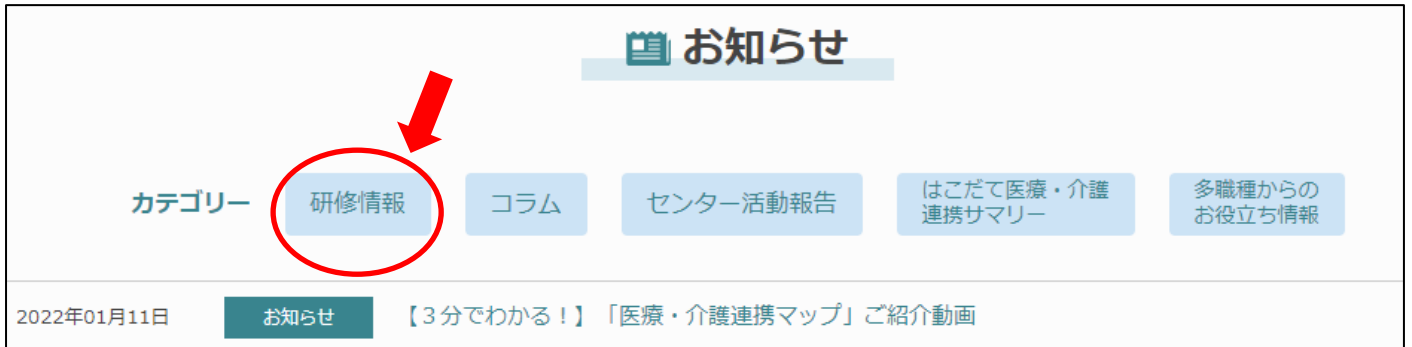 お知らせ
カテゴリー 研修情報 コラム センター活動報告 はこだて医療・介護 多職種からの
連携サマリー お役立ち情報
2022年01月11日 お知らせ 【３分でわかる！】「医療・介護連携マップ」ご紹介動画